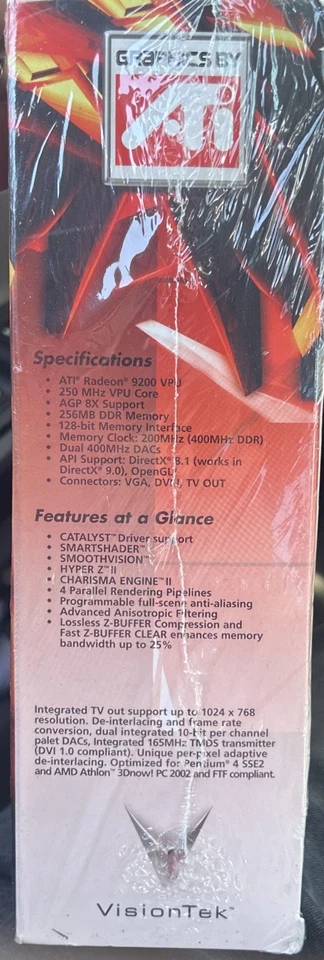 GRAPHICS BY
ATi
Specifications
• ATI® Radeon® 9200 VPU
• 250 MHz VPU Core
• AGP 8X Support
• 256MB DDR Memory
• 128-bit Memory Interface
• Memory Clock: 200MHz (400MHz DDR)
• Dual 400MHz DACs
• API Support: DirectX® 8.1 (works in
DirectX® 9.0), OpenGL®
• Connectors: VGA, DVI-I, TV OUT
Features at a Glance
• CATALYST™ Driver support
• SMARTSHADER™
• SMOOTHVISION™
• HYPER Z™ II
• CHARISMA ENGINE™ II
• 4 Parallel Rendering Pipelines
• Programmable full-scene anti-aliasing
• Advanced Anisotropic Filtering
• Lossless Z-BUFFER Compression and
Fast Z-BUFFER CLEAR enhances memory
bandwidth up to 25%
Integrated TV out support up to 1024 x 768
resolution. De-interlacing and frame rate
conversion, dual integrated 10-bit per channel
palet DACs, Integrated 165MHz TMDS transmitter
(DVI 1.0 compliant). Unique per-pixel adaptive
de-interlacing. Optimized for Pentium® 4 SSE2
and AMD Athlon™ 3Dnow! PC 2002 and FTF compliant.
VisionTek™